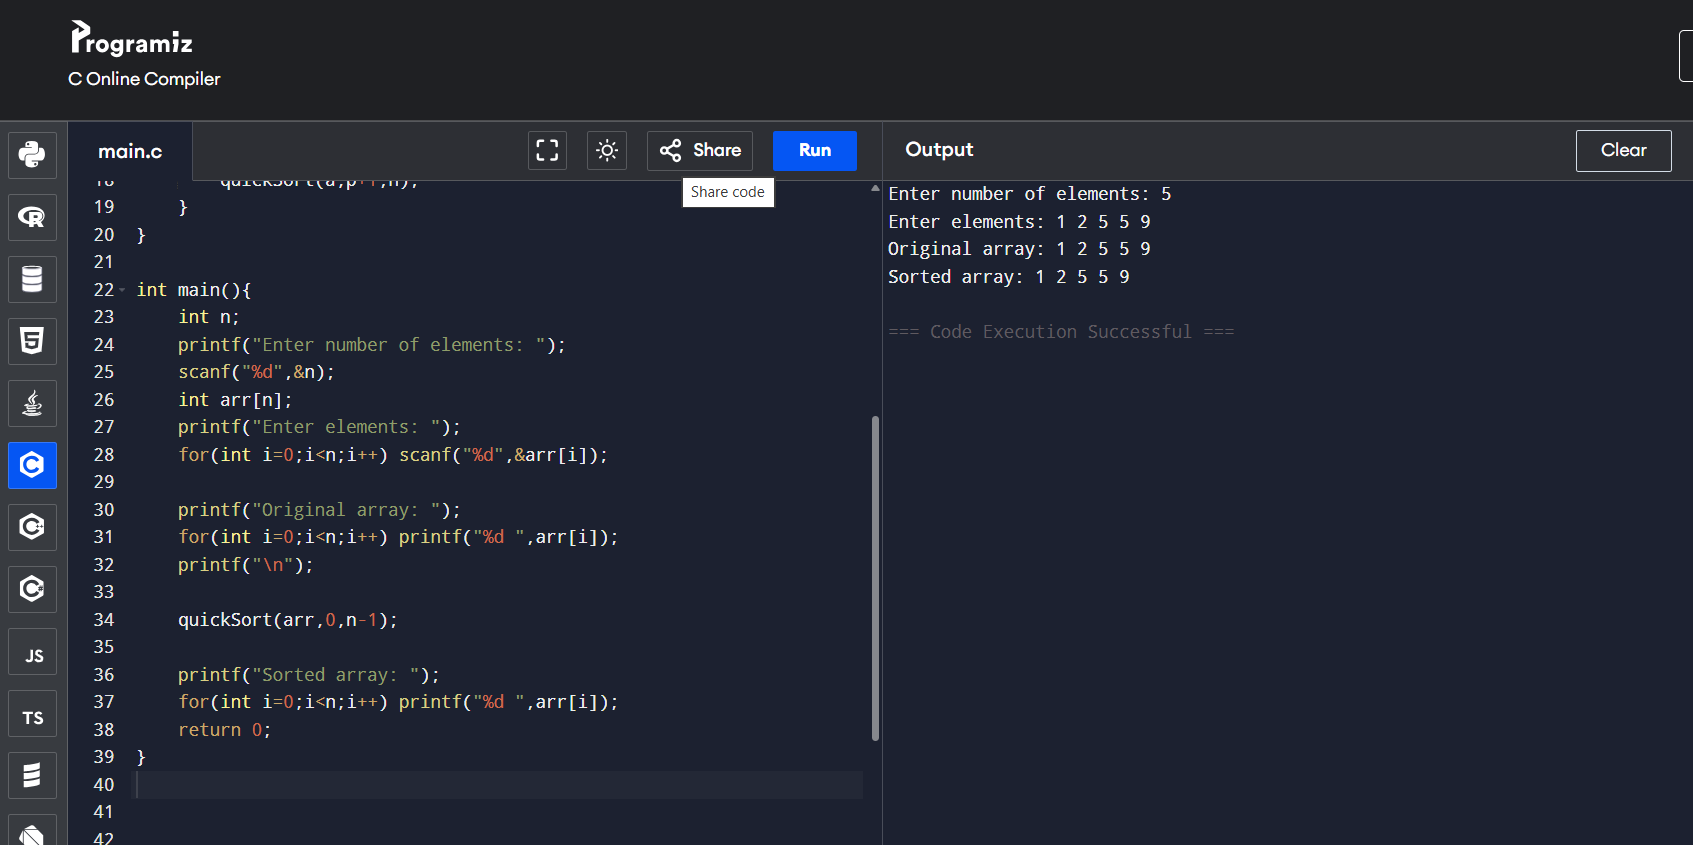 Programiz
C Online Compiler
main.c
Share
Run
Output
Clear
Share code
18 quickSort(a,p+1,h);
19 }
20 }
21
22 int main(){
23 int n;
24 printf("Enter number of elements: ");
25 scanf("%d",&n);
26 int arr[n];
27 printf("Enter elements: ");
28 for(int i=0;i<n;i++) scanf("%d",&arr[i]);
29
30 printf("Original array: ");
31 for(int i=0;i<n;i++) printf("%d ",arr[i]);
32 printf("\n");
33
34 quickSort(arr,0,n-1);
35
36 printf("Sorted array: ");
37 for(int i=0;i<n;i++) printf("%d ",arr[i]);
38 return 0;
39 }
40
41
42
Enter number of elements: 5
Enter elements: 1 2 5 5 9
Original array: 1 2 5 5 9
Sorted array: 1 2 5 5 9
=== Code Execution Successful ===
R
5
C
C
C
JS
TS